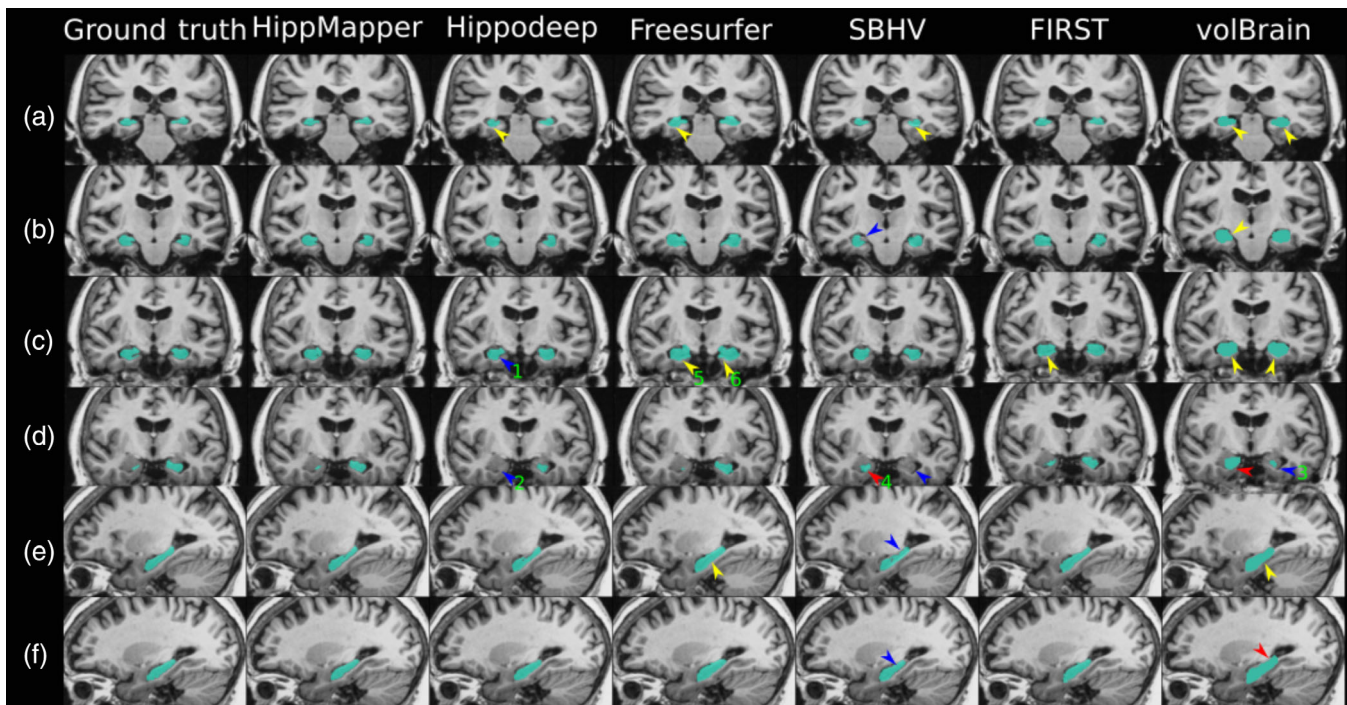 Ground truth HippMapper Hippodeep Freesurfer SBHV FIRST volBrain
(a)
(b)
(c)
1 5 6
(d)
2 4 3
(e)
(f)